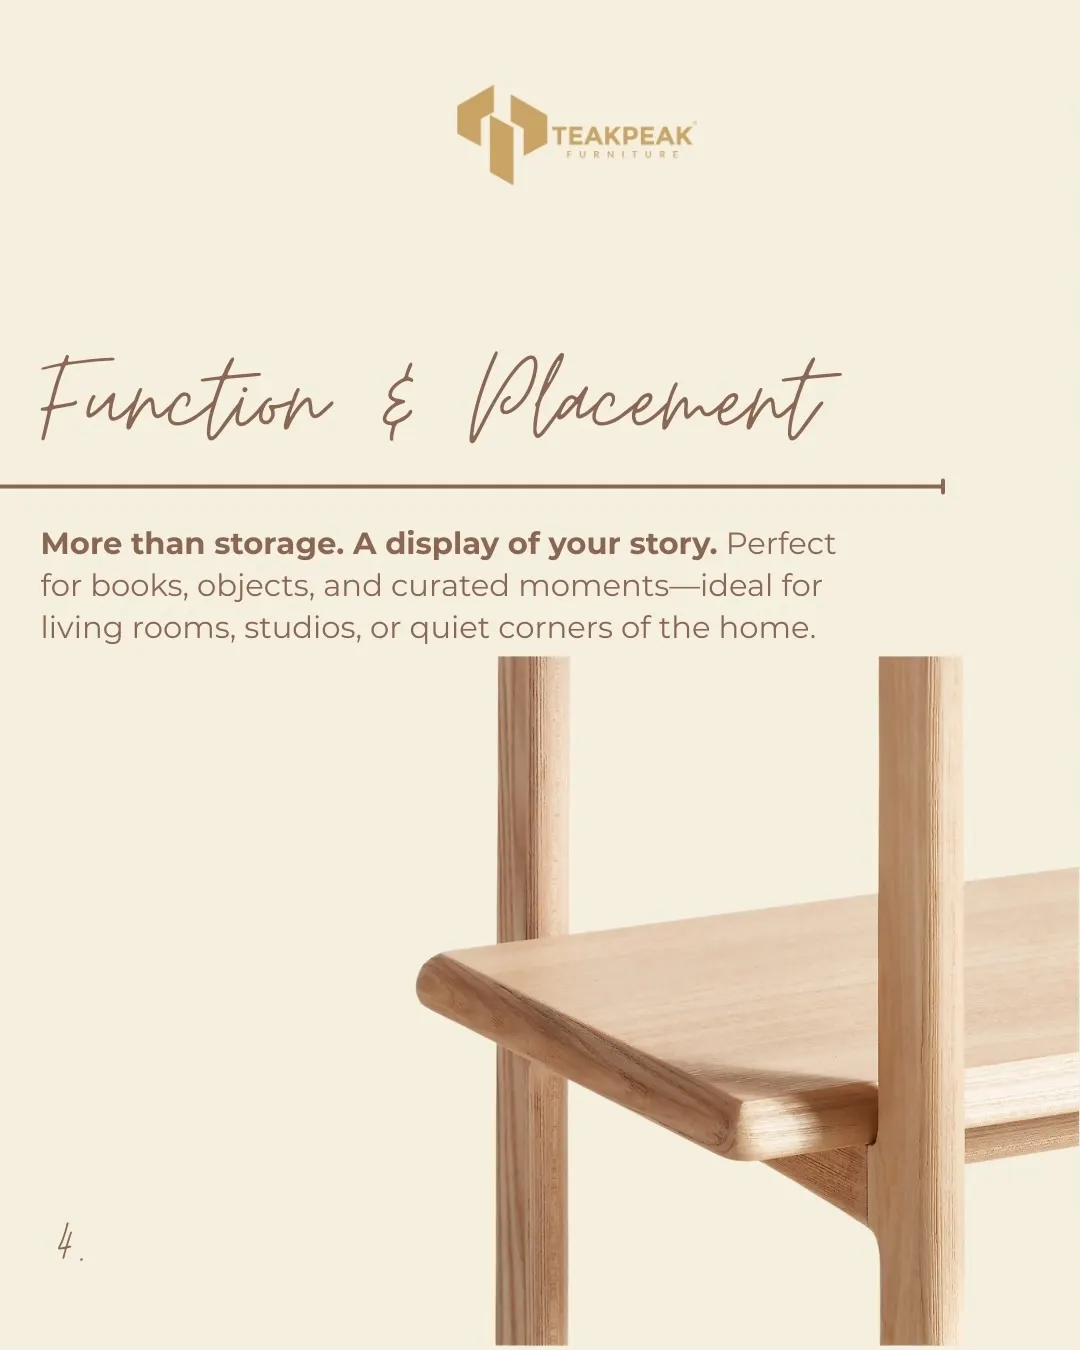 TEAKPEAK
FURNITURE
Function & Placement
More than storage. A display of your story. Perfect
for books, objects, and curated moments—ideal for
living rooms, studios, or quiet corners of the home.
4.